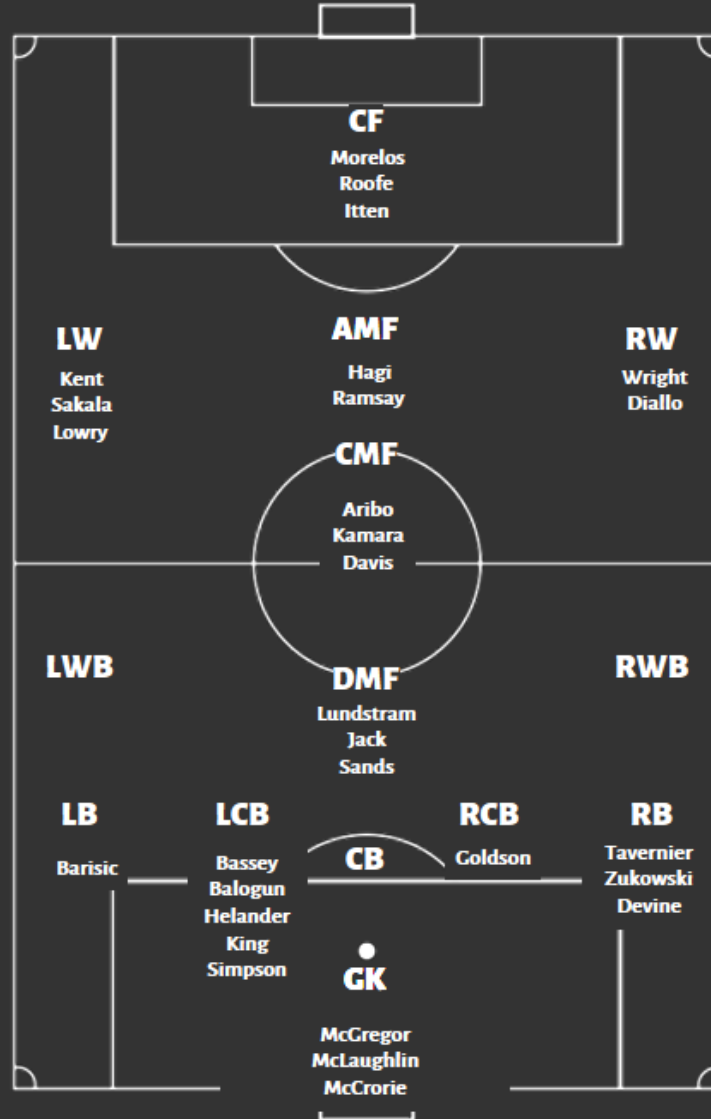 CF
Morelos
Roofe
Itten
LW
Kent
Sakala
Lowry
AMF
Hagi
Ramsay
RW
Wright
Diallo
CMF
Aribo
Kamara
Davis
LWB
DMF
Lundstram
Jack
Sands
RWB
LB
Barisic
LCB
Bassey
Balogun
Helander
King
Simpson
CB
RCB
Goldson
RB
Tavernier
Zukowski
Devine
GK
McGregor
McLaughlin
McCrorie